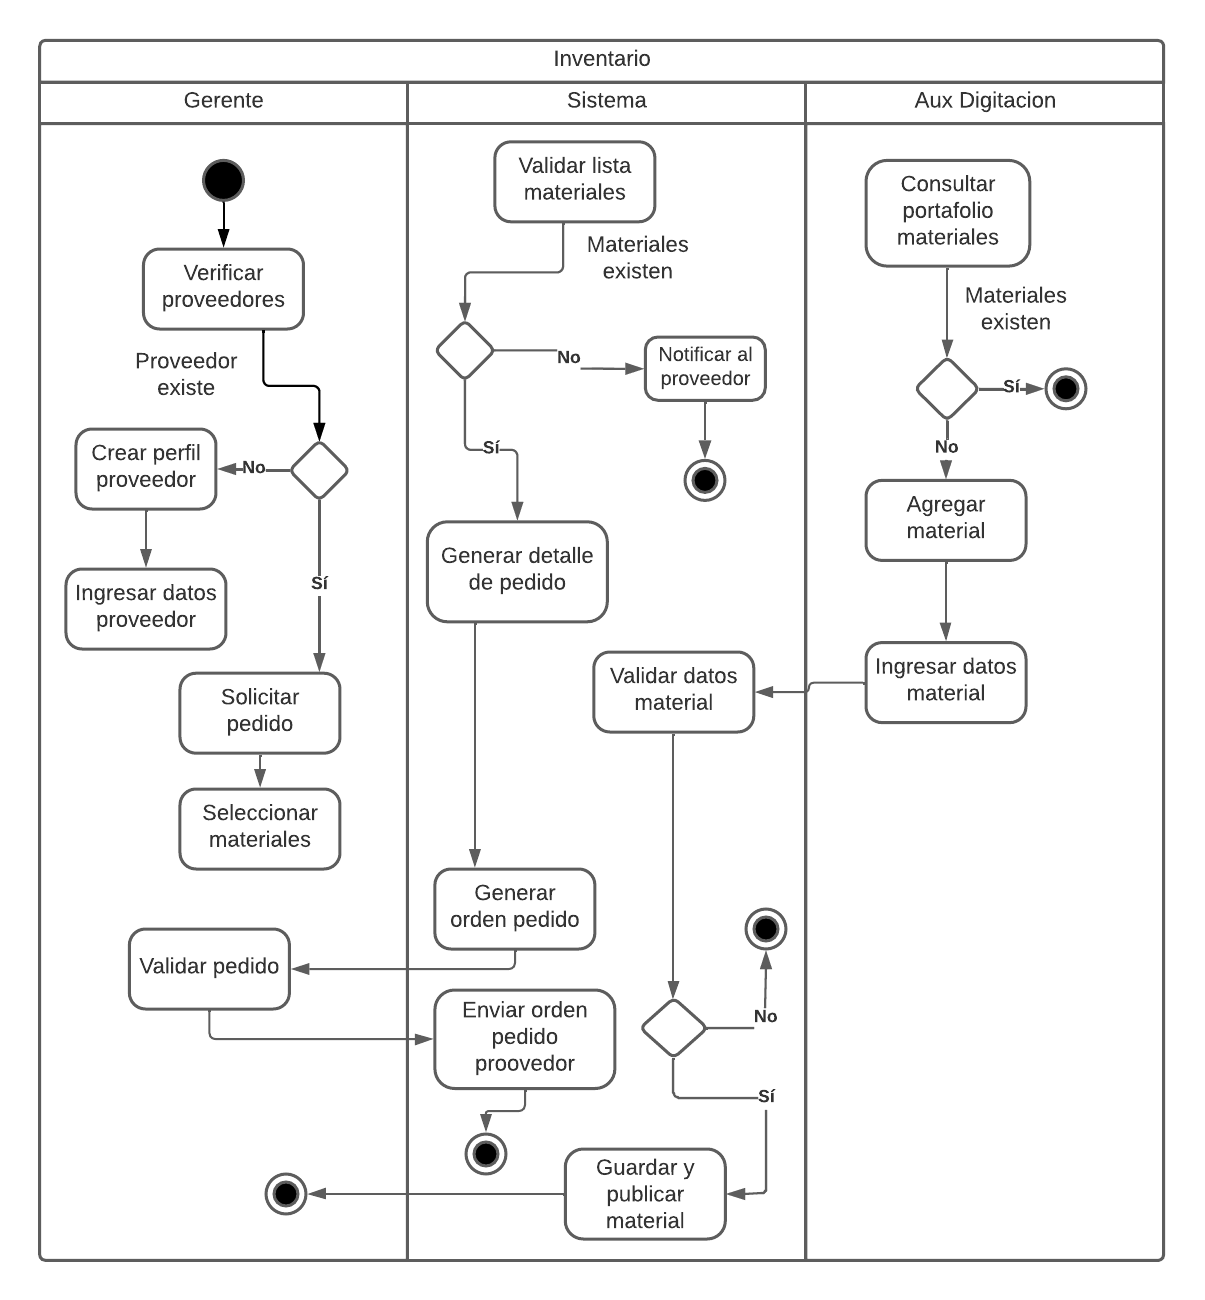 Inventario
Gerente
Sistema
Aux Digitacion
Verificar
proveedores
Proveedor
existe
No
Crear perfil
proveedor
Ingresar datos
proveedor
Sí
Solicitar
pedido
Seleccionar
materiales
Validar pedido
Validar lista
materiales
Materiales
existen
No
Notificar al
proveedor
Sí
Generar detalle
de pedido
Validar datos
material
Generar
orden pedido
Enviar orden
pedido
proovedor
No
Sí
Guardar y
publicar
material
Consultar
portafolio
materiales
Materiales
existen
Sí
No
Agregar
material
Ingresar datos
material